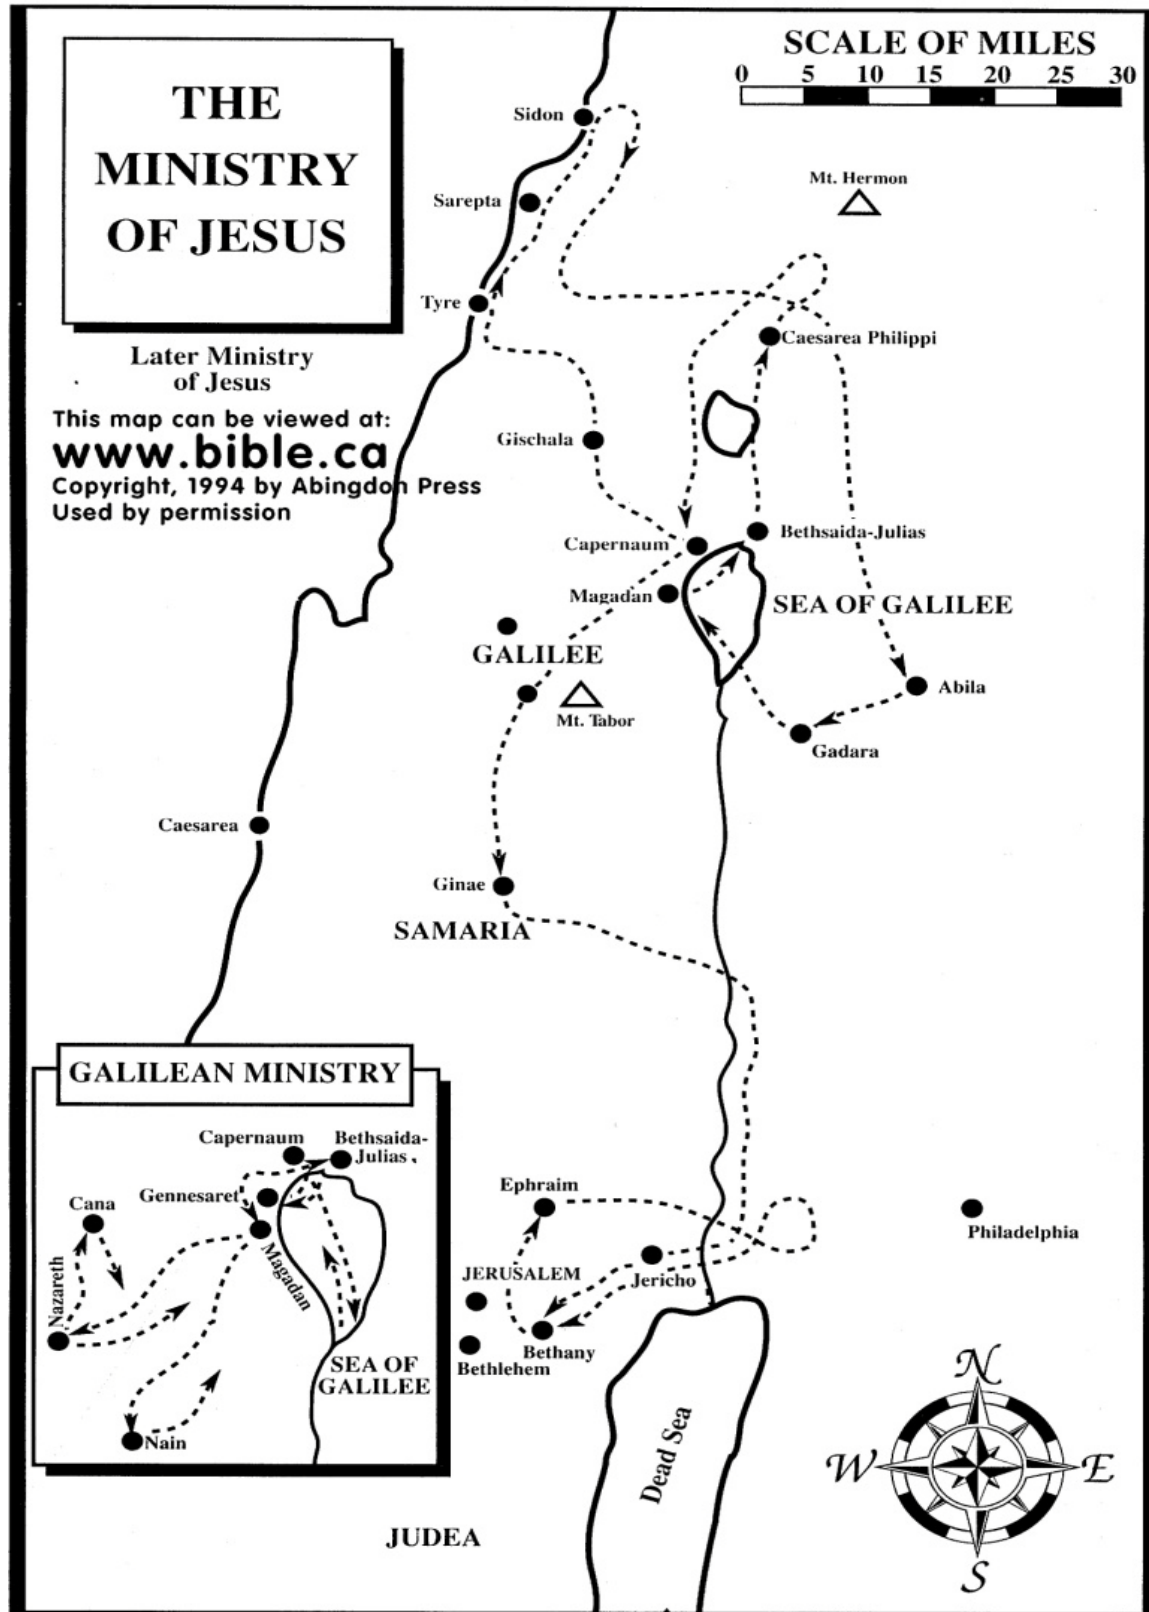 THE
MINISTRY
OF JESUS
Later Ministry
of Jesus
This map can be viewed at:
www.bible.ca
Copyright, 1994 by Abingdon Press
Used by permission
SCALE OF MILES
0 5 10 15 20 25 30
Sidon
Mt. Hermon
Sarepta
Tyre
Caesarea Philippi
Gischala
Bethsaida-Julias
Capernaum
Magadan
SEA OF GALILEE
GALILEE
Abila
Mt. Tabor
Gadara
Caesarea
Ginae
SAMARIA
GALILEAN MINISTRY
Capernaum
Bethsaida-
Julias
Gennesaret
Cana
Magadan
Nazareth
SEA OF
GALILEE
Nain
Ephraim
Philadelphia
JERUSALEM
Jericho
Bethany
Bethlehem
Dead Sea
JUDEA
N
W
E
S